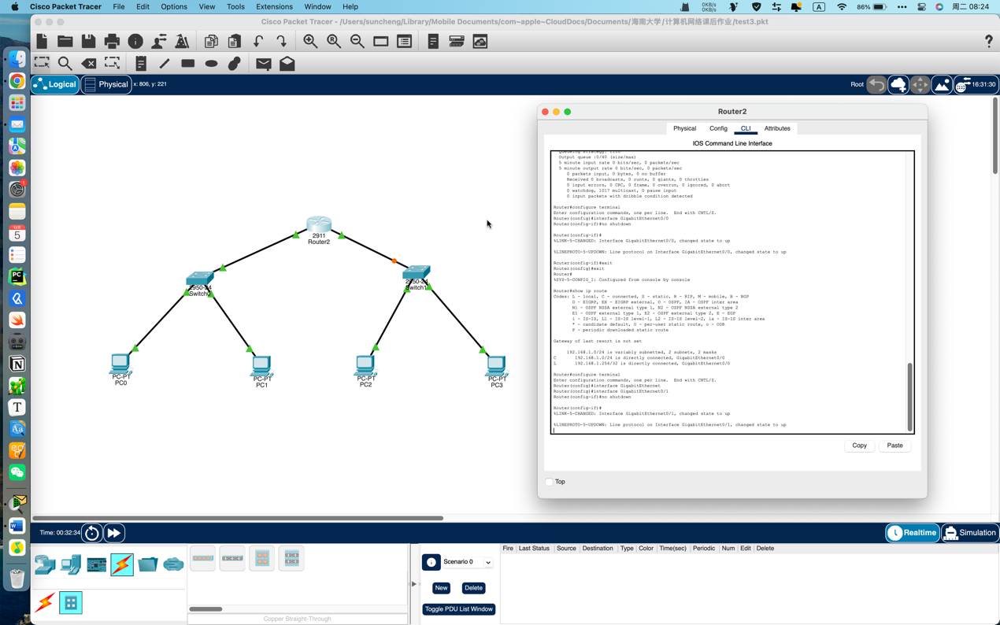 Cisco Packet Tracer File Edit Options View Tools Extensions Window Help 0KB/s 0KB/s A 86% 周二 08:24
Cisco Packet Tracer - /Users/suncheng/Library/Mobile Documents/com~apple~CloudDocs/Documents/海南大学/计算机网络课后作业/test3.pkt
Logical Physical x: 806, y: 221 Root 16:31:30
2911
Router2
2950-24
Switch0
2950-24
Switch1
PC-PT
PC0
PC-PT
PC1
PC-PT
PC2
PC-PT
PC3
Router2
Physical Config CLI Attributes
IOS Command Line Interface
Queueing strategy: fifo
Output queue :0/40 (size/max)
5 minute input rate 0 bits/sec, 0 packets/sec
5 minute output rate 0 bits/sec, 0 packets/sec
0 packets input, 0 bytes, 0 no buffer
Received 0 broadcasts, 0 runts, 0 giants, 0 throttles
0 input errors, 0 CRC, 0 frame, 0 overrun, 0 ignored, 0 abort
0 watchdog, 1017 multicast, 0 pause input
0 input packets with dribble condition detected
Router#configure terminal
Enter configuration commands, one per line. End with CNTL/Z.
Router(config)#interface GigabitEthernet0/0
Router(config-if)#no shutdown
Router(config-if)#
%LINK-5-CHANGED: Interface GigabitEthernet0/0, changed state to up
%LINEPROTO-5-UPDOWN: Line protocol on Interface GigabitEthernet0/0, changed state to up
Router(config-if)#exit
Router(config)#exit
Router#
%SYS-5-CONFIG_I: Configured from console by console
Router#show ip route
Codes: L - local, C - connected, S - static, R - RIP, M - mobile, B - BGP
D - EIGRP, EX - EIGRP external, O - OSPF, IA - OSPF inter area
N1 - OSPF NSSA external type 1, N2 - OSPF NSSA external type 2
E1 - OSPF external type 1, E2 - OSPF external type 2, E - EGP
i - IS-IS, L1 - IS-IS level-1, L2 - IS-IS level-2, ia - IS-IS inter area
* - candidate default, U - per-user static route, o - ODR
P - periodic downloaded static route
Gateway of last resort is not set
192.168.1.0/24 is variably subnetted, 2 subnets, 2 masks
C 192.168.1.0/24 is directly connected, GigabitEthernet0/0
L 192.168.1.254/32 is directly connected, GigabitEthernet0/0
Router#configure terminal
Enter configuration commands, one per line. End with CNTL/Z.
Router(config)#interface GigabitEthernet
Router(config)#interface GigabitEthernet0/1
Router(config-if)#no shutdown
Router(config-if)#
%LINK-5-CHANGED: Interface GigabitEthernet0/1, changed state to up
%LINEPROTO-5-UPDOWN: Line protocol on Interface GigabitEthernet0/1, changed state to up
Copy Paste
Top
Time: 00:32:34 Realtime Simulation
Scenario 0
New Delete
Toggle PDU List Window
Fire Last Status Source Destination Type Color Time(sec) Periodic Num Edit Delete
Copper Straight-Through